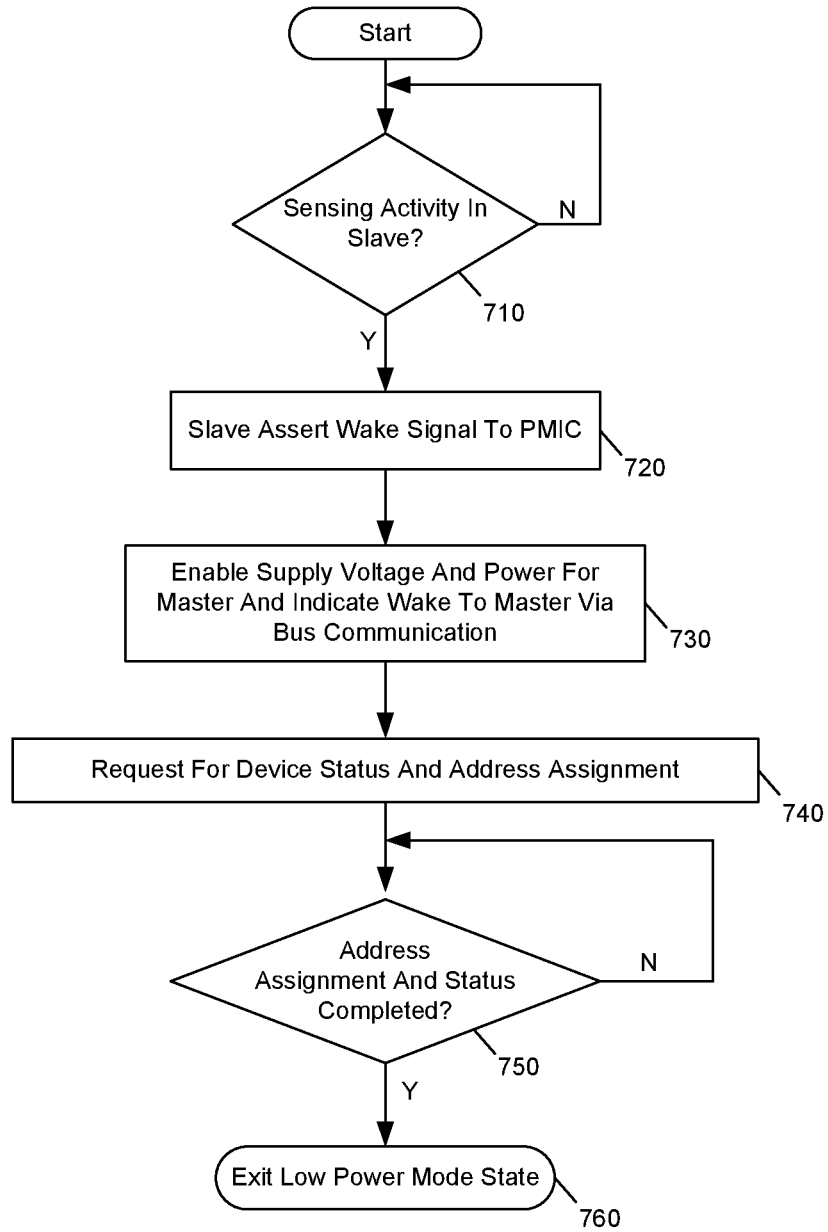 Start
Sensing Activity In
Slave?
N
710
Y
Slave Assert Wake Signal To PMIC
720
Enable Supply Voltage And Power For
Master And Indicate Wake To Master Via
Bus Communication
730
Request For Device Status And Address Assignment
740
Address
Assignment And Status
Completed?
N
750
Y
Exit Low Power Mode State
760